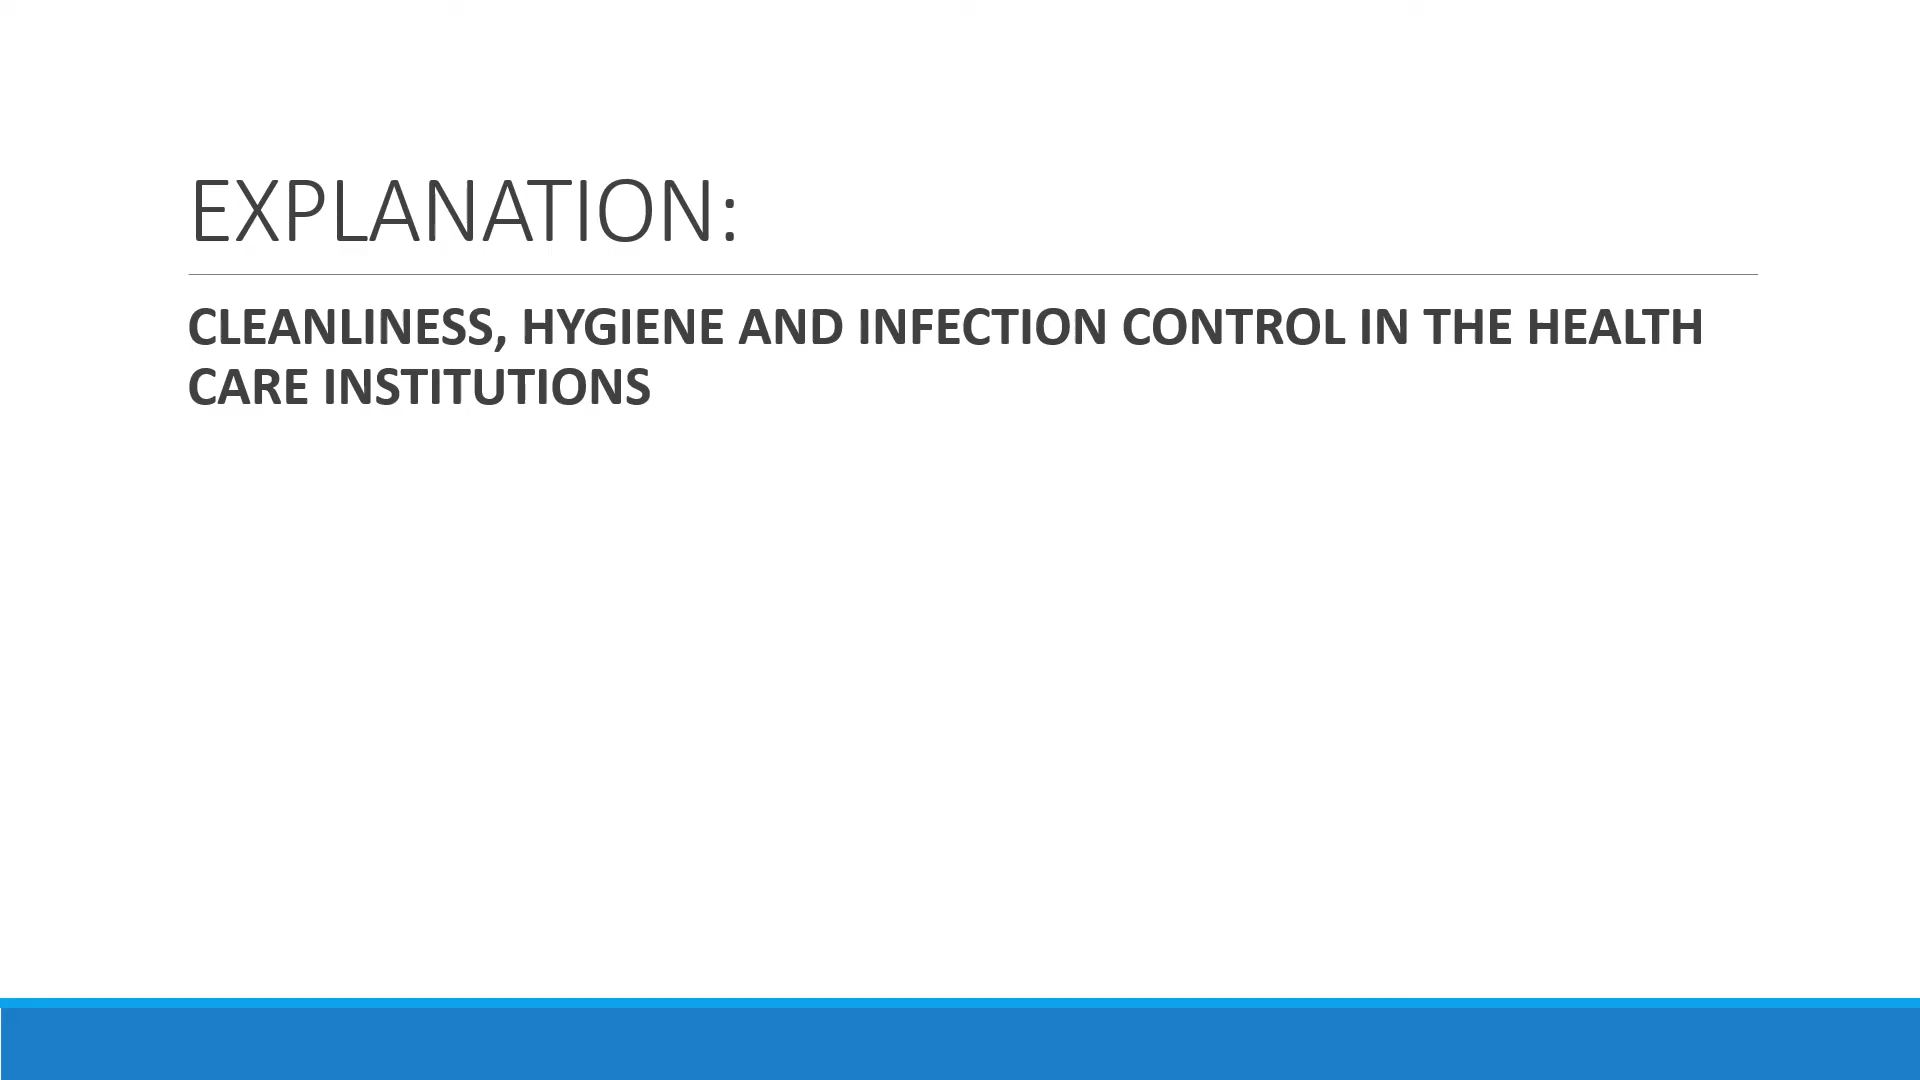 EXPLANATION:
CLEANLINESS, HYGIENE AND INFECTION CONTROL IN THE HEALTH
CARE INSTITUTIONS